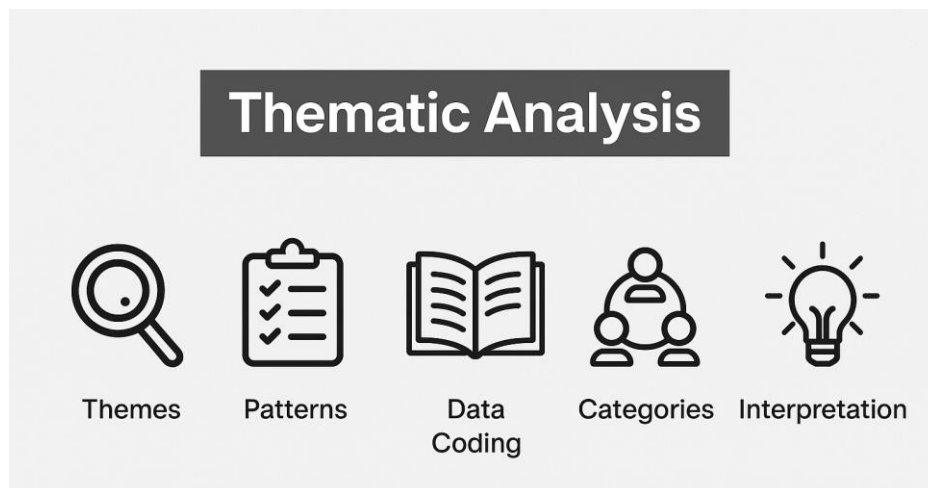 Thematic Analysis
Themes
Patterns
Data
Coding
Categories
Interpretation